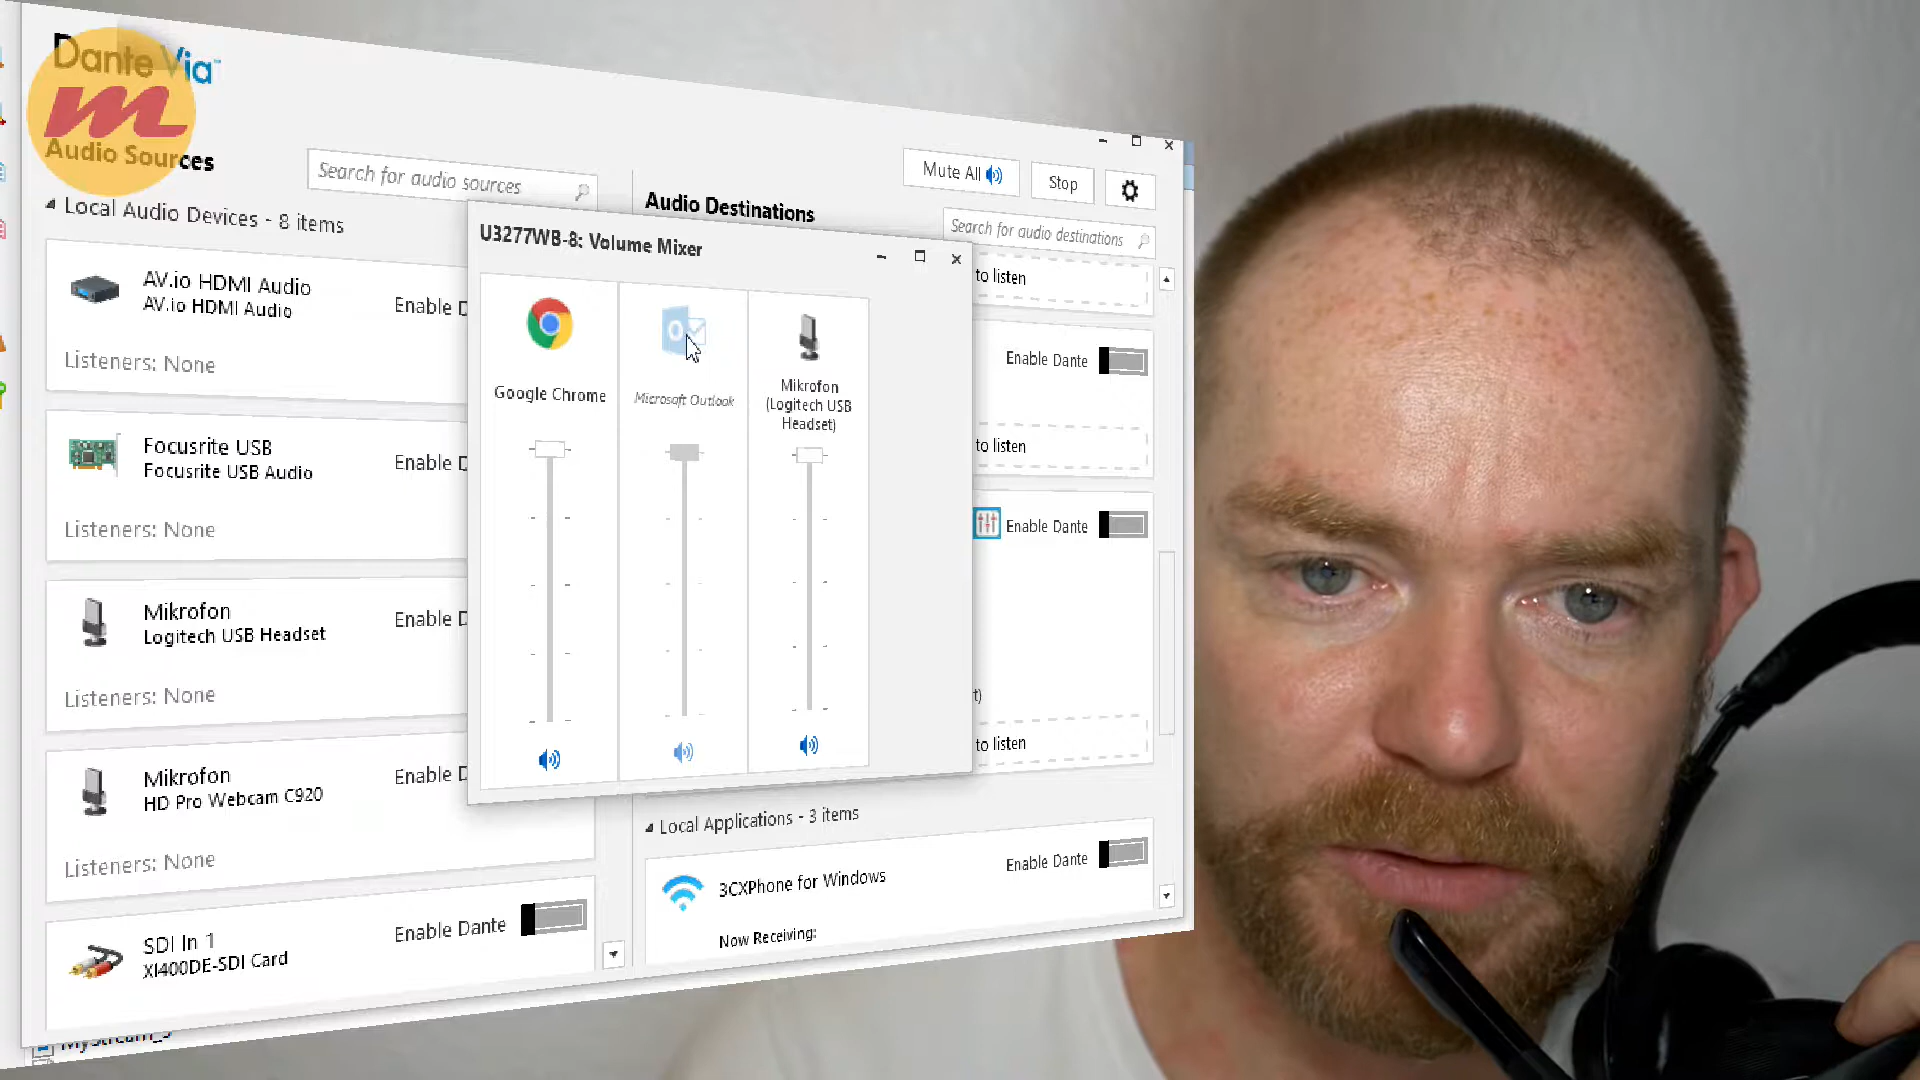 Dante Via™
m
Audio Sources
Search for audio sources
Local Audio Devices - 8 items
AV.io HDMI Audio
AV.io HDMI Audio
Enable D
Listeners: None
Focusrite USB
Focusrite USB Audio
Enable D
Listeners: None
Mikrofon
Logitech USB Headset
Enable D
Listeners: None
Mikrofon
HD Pro Webcam C920
Enable D
Listeners: None
SDI In 1
XI400DE-SDI Card
Enable Dante
U3277WB-8: Volume Mixer
Google Chrome
Microsoft Outlook
Mikrofon
(Logitech USB
Headset)
Mute All
Stop
Audio Destinations
Search for audio destinations
to listen
Enable Dante
to listen
Enable Dante
t)
to listen
Local Applications - 3 items
3CXPhone for Windows
Enable Dante
Now Receiving: